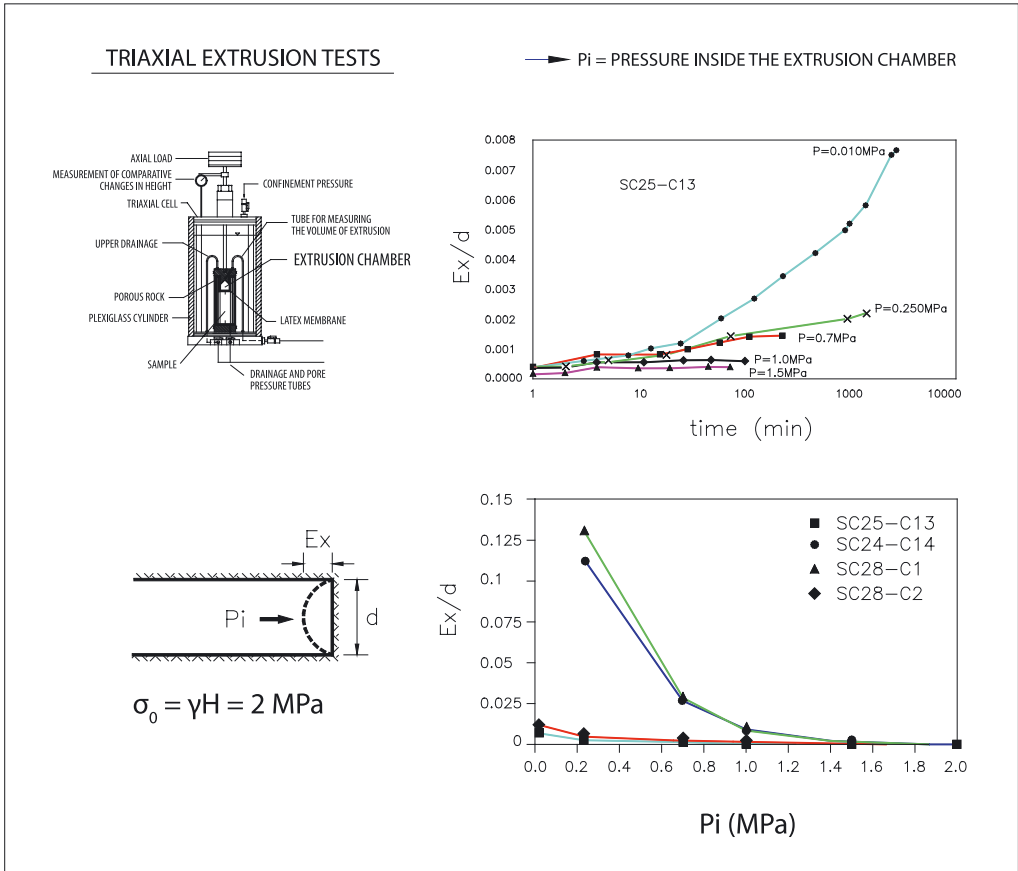 TRIAXIAL EXTRUSION TESTS
Pi = PRESSURE INSIDE THE EXTRUSION CHAMBER
AXIAL LOAD
MEASUREMENT OF COMPARATIVE
CHANGES IN HEIGHT
TRIAXIAL CELL
CONFINEMENT PRESSURE
TUBE FOR MEASURING
THE VOLUME OF EXTRUSION
UPPER DRAINAGE
EXTRUSION CHAMBER
POROUS ROCK
PLEXIGLASS CYLINDER
LATEX MEMBRANE
SAMPLE
DRAINAGE AND PORE
PRESSURE TUBES
0.008
0.007
0.006
0.005
0.004
0.003
0.002
0.001
0.0000
Ex/d
SC25-C13
P=0.010MPa
P=0.250MPa
P=0.7MPa
P=1.0MPa
P=1.5MPa
1 10 100 1000 10000
time (min)
Ex
Pi
d
σ₀ = γH = 2 MPa
0.15
0.125
0.1
0.075
0.05
0.025
0
Ex/d
SC25-C13
SC24-C14
SC28-C1
SC28-C2
0.0 0.2 0.4 0.6 0.8 1.0 1.2 1.4 1.6 1.8 2.0
Pi (MPa)